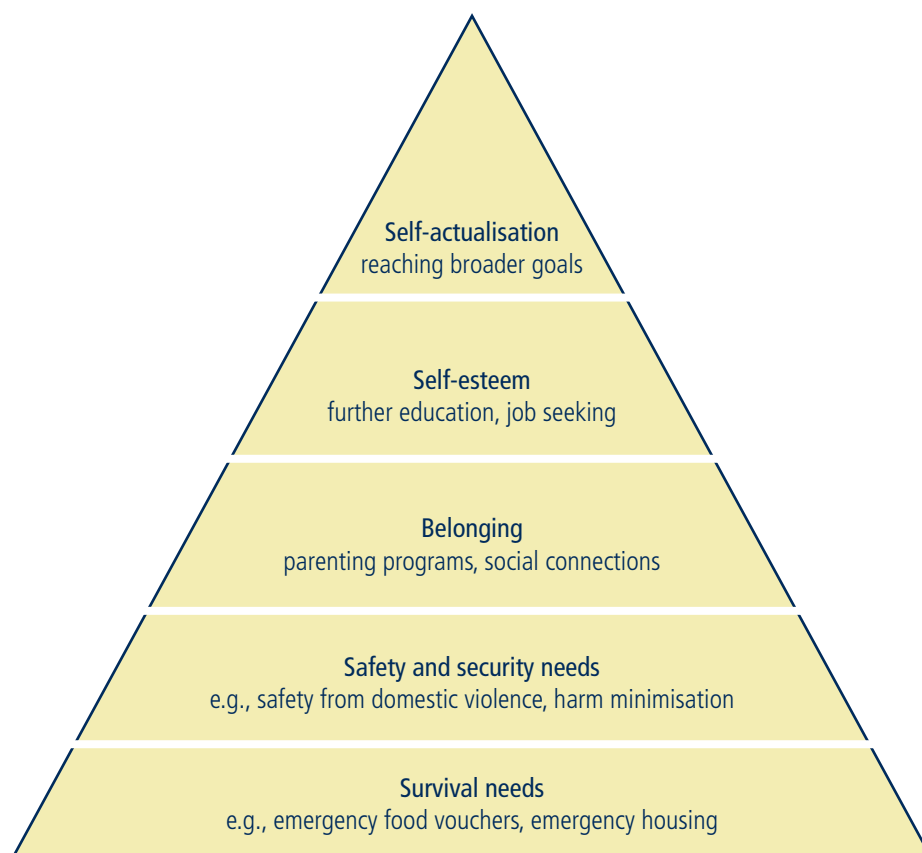 Self-actualisation
reaching broader goals
Self-esteem
further education, job seeking
Belonging
parenting programs, social connections
Safety and security needs
e.g., safety from domestic violence, harm minimisation
Survival needs
e.g., emergency food vouchers, emergency housing